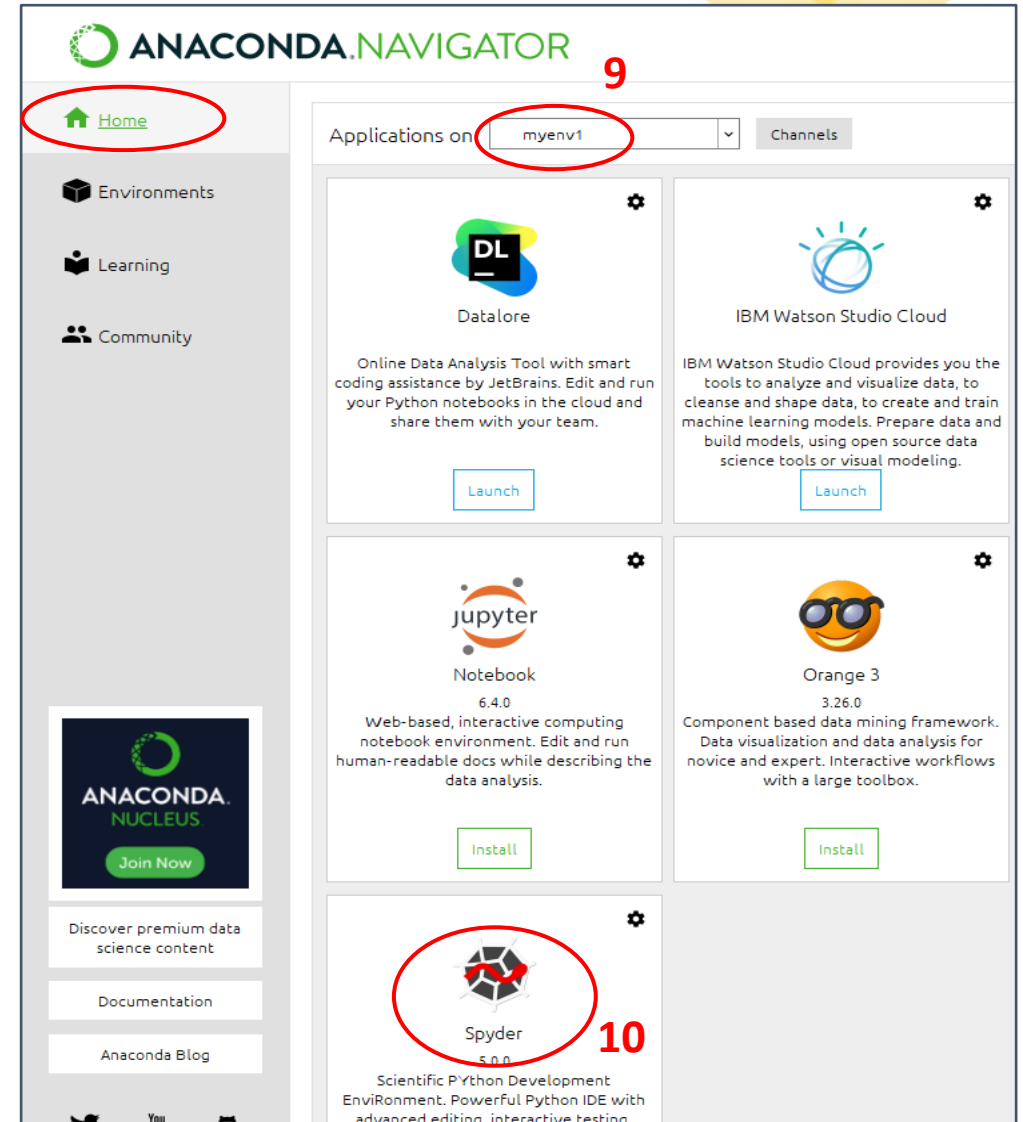 ANACONDA.NAVIGATOR
9
Home
Applications on
myenv1
Channels
Environments
Learning
Community
DL
Datalore
Online Data Analysis Tool with smart
coding assistance by JetBrains. Edit and run
your Python notebooks in the cloud and
share them with your team.
Launch
IBM Watson Studio Cloud
IBM Watson Studio Cloud provides you the
tools to analyze and visualize data, to
cleanse and shape data, to create and train
machine learning models. Prepare data and
build models, using open source data
science tools or visual modeling.
Launch
jupyter
Notebook
6.4.0
Web-based, interactive computing
notebook environment. Edit and run
human-readable docs while describing the
data analysis.
Install
Orange 3
3.26.0
Component based data mining framework.
Data visualization and data analysis for
novice and expert. Interactive workflows
with a large toolbox.
Install
ANACONDA.
NUCLEUS
Join Now
Discover premium data
science content
Documentation
Anaconda Blog
You
Spyder
10
5.0.0
Scientific PYthon Development
EnviRonment. Powerful Python IDE with
advanced editing, interactive testing